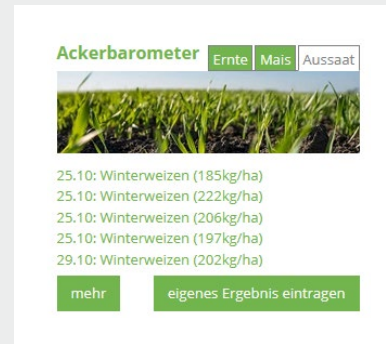 Ackerbarometer Ernte Mais Aussaat
25.10: Winterweizen (185kg/ha)
25.10: Winterweizen (222kg/ha)
25.10: Winterweizen (206kg/ha)
25.10: Winterweizen (197kg/ha)
29.10: Winterweizen (202kg/ha)
mehr eigenes Ergebnis eintragen